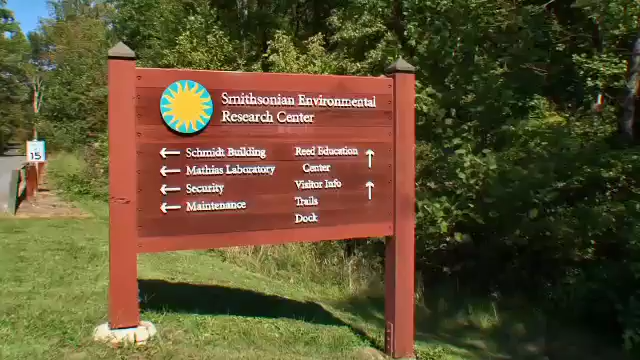 Smithsonian Environmental
Research Center
← Schmidt Building
← Mathias Laboratory
← Security
← Maintenance
Reed Education ↑
Center
Visitor Info ↑
Trails
Dock
15